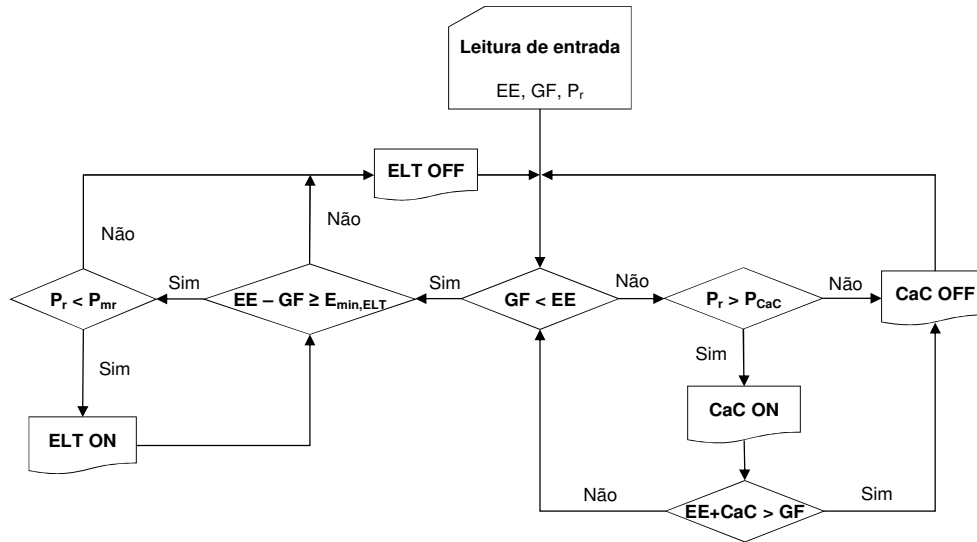 Leitura de entrada
EE, GF, Pr
ELT OFF
Não
Não
Pr < Pmr
Sim
EE – GF ≥ Emin,ELT
Sim
GF < EE
Não
Pr > PCaC
Não
CaC OFF
Sim
Sim
ELT ON
CaC ON
Não
EE+CaC > GF
Sim